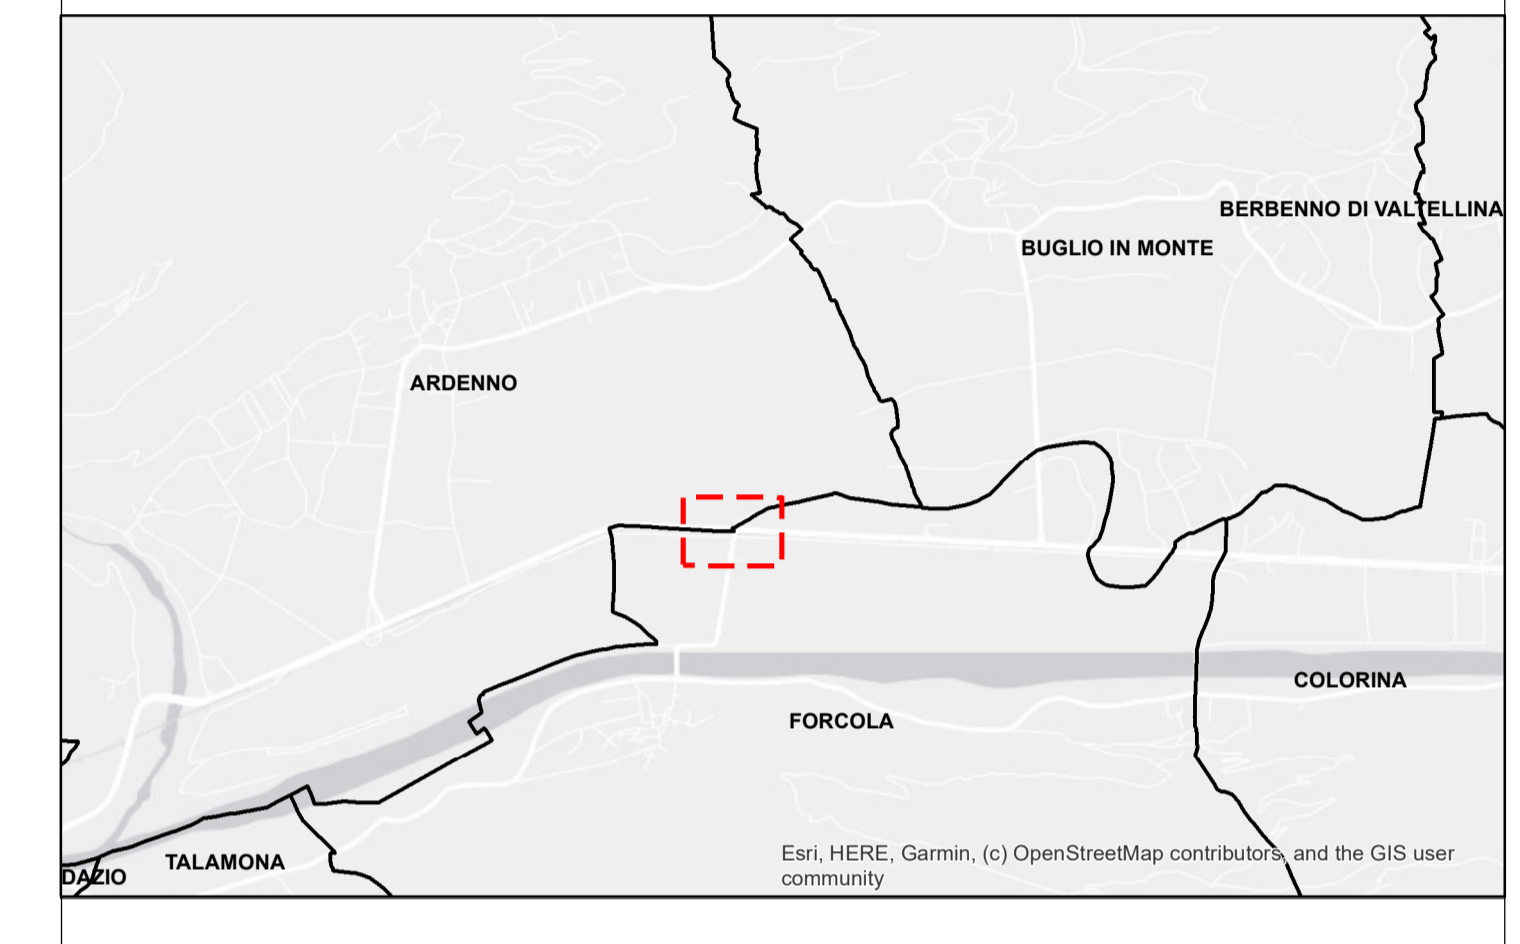 BERBENNO DI VALTELLINA
BUGLIO IN MONTE
ARDENNO
COLORINA
FORCOLA
Esri, HERE, Garmin, (c) OpenStreetMap contributors, and the GIS user
community
TALAMONA
DAZIO